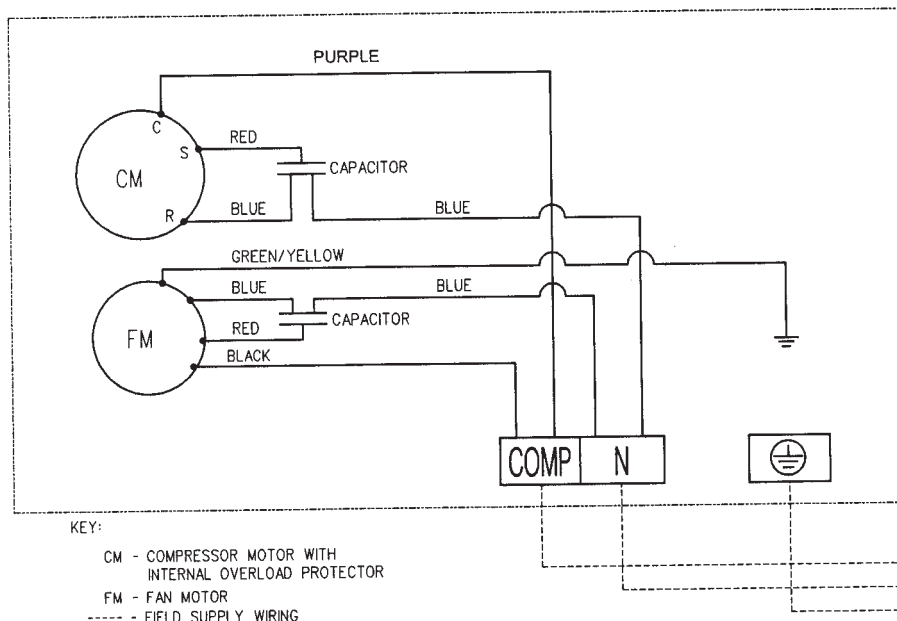 PURPLE
C
RED
S
CAPACITOR
CM
R
BLUE
BLUE
GREEN/YELLOW
BLUE
BLUE
CAPACITOR
FM
RED
BLACK
COMP
N
KEY:
CM - COMPRESSOR MOTOR WITH
INTERNAL OVERLOAD PROTECTOR
FM - FAN MOTOR
----- - FIELD SUPPLY WIRING